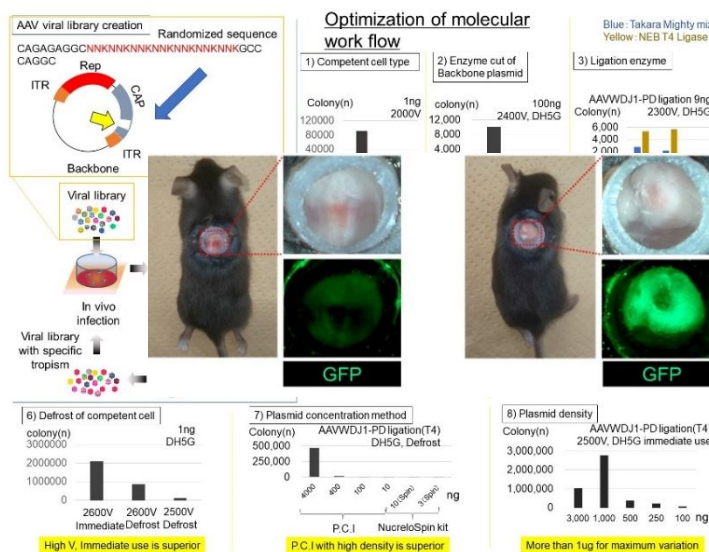 AAV viral library creation
Randomized sequence
CAGAGAGGCNNKNNKNNKNNKNNKNNKNNKGCC
CAGGC
Rep
ITR
CAP
ITR
Backbone
Viral library
In vivo
infection
Viral library
with specific
tropism
Optimization of molecular
work flow
1) Competent cell type
Colony(n)
1ng
2000V
120000
80000
40000
2) Enzyme cut of
Backbone plasmid
Colony(n)
100ng
2400V, DH5G
12,000
8,000
4,000
Blue:Takara Mighty mix
Yellow:NEB T4 Ligase
3) Ligation enzyme
AAVWDJ1-PD ligation 9ng
Colony(n)
2300V, DH5G
6,000
4,000
2,000
GFP
GFP
6) Defrost of competent cell
colony(n)
1ng
DH5G
3000000
2000000
1000000
0
2600V
Immediate
2600V
Defrost
2500V
Defrost
High V, Immediate use is superior
7) Plasmid concentration method
Colony(n)
AAVWDJ1-PD ligation(T4)
DH5G, Defrost
500,000
250,000
0
4000
400
100
10
10(Spin)
3(Spin)
ng
P.C.I
NucreloSpin kit
P.C.I with high density is superior
8) Plasmid density
AAVWDJ1-PD ligation(T4)
Colony(n)
2500V, DH5G immediate use
3,000,000
2,000,000
1,000,000
0
3,000
1,000
500
250
100
ng
More than 1ug for maximum variation